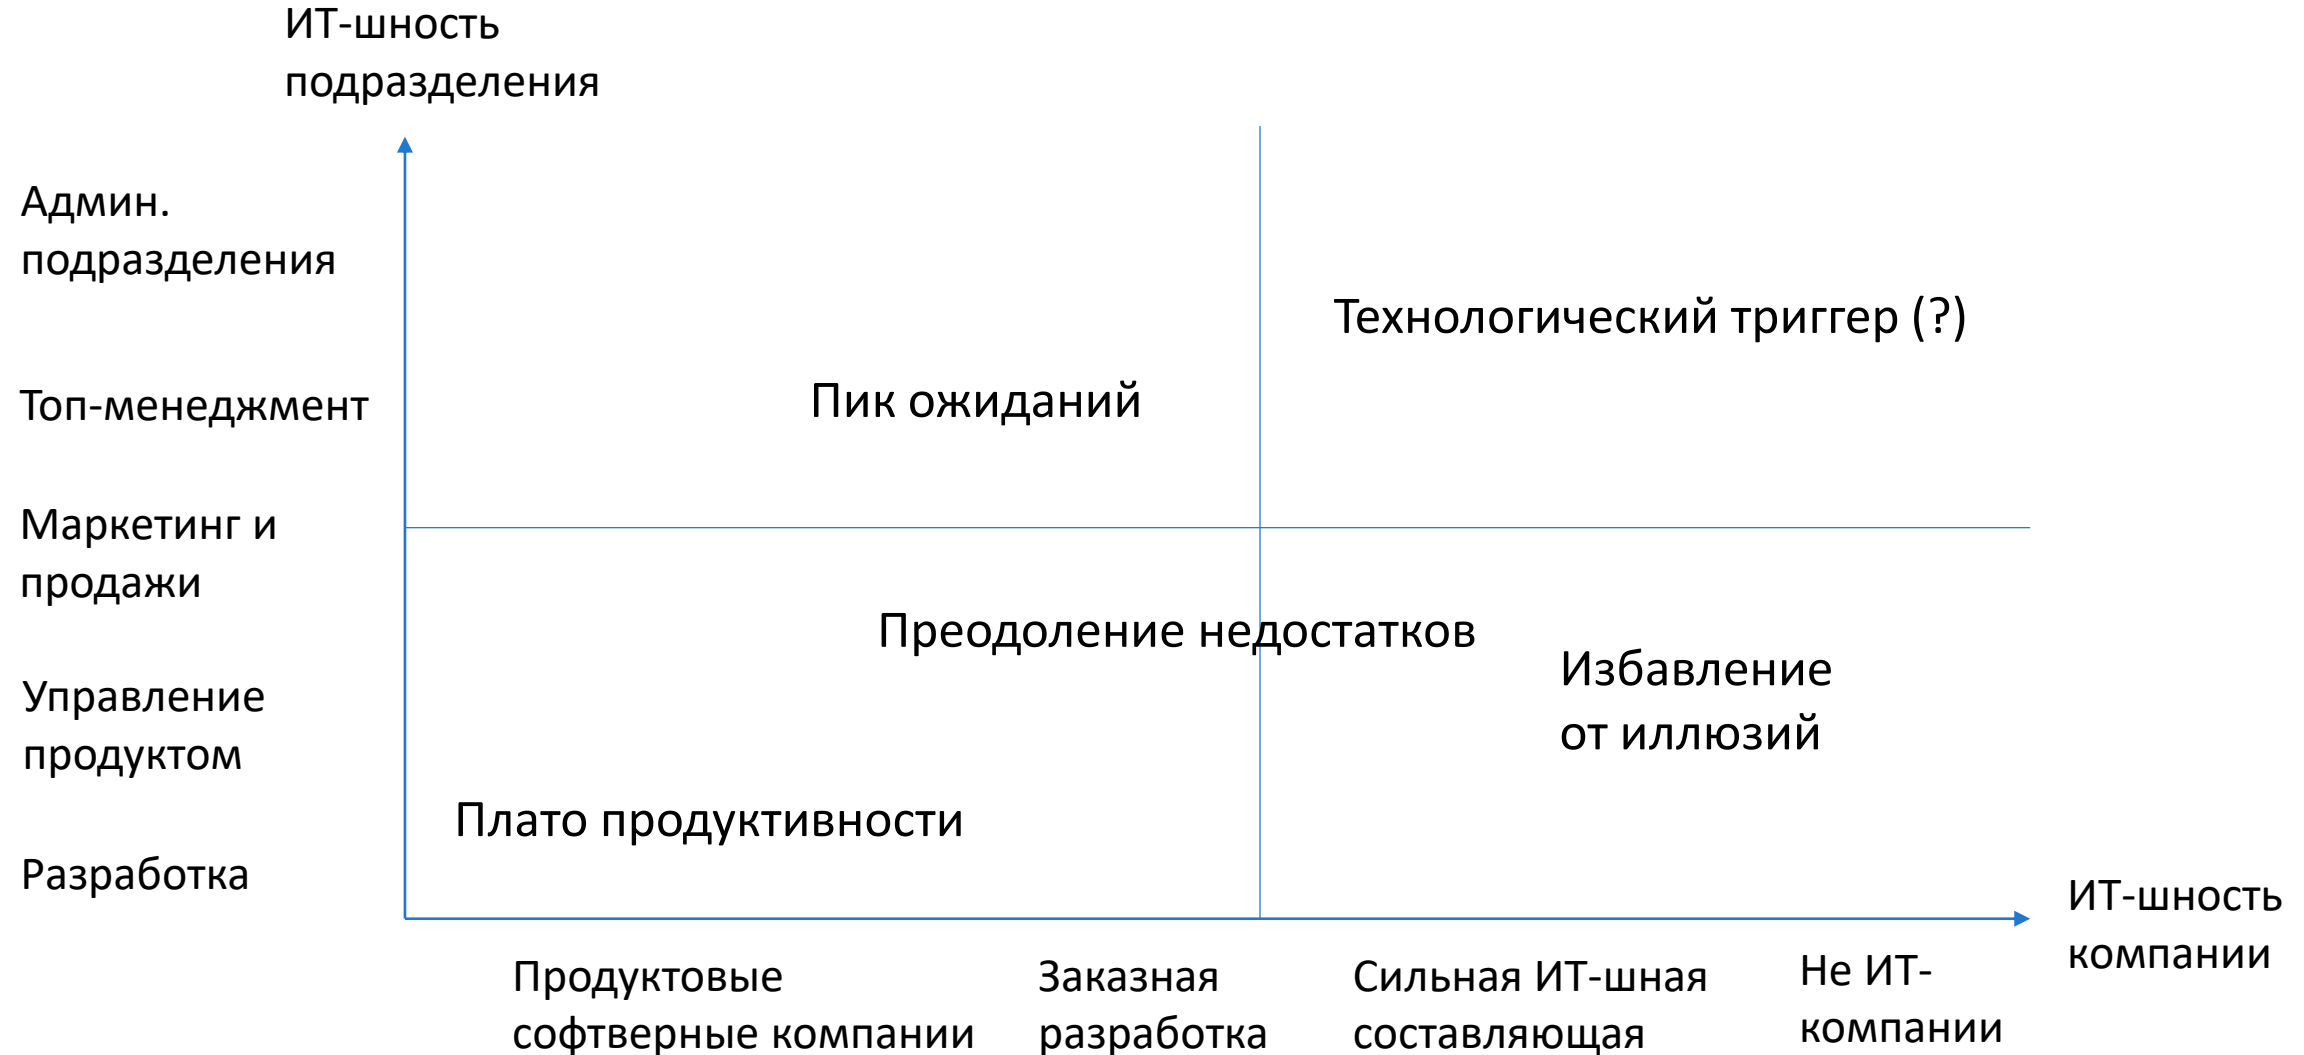 ИТ-шность
подразделения
Админ.
подразделения
Технологический триггер (?)
Топ-менеджмент
Пик ожиданий
Маркетинг и
продажи
Преодоление недостатков
Избавление
от иллюзий
Управление
продуктом
Плато продуктивности
Разработка
ИТ-шность
компании
Продуктовые
софтверные компании
Заказная
разработка
Сильная ИТ-шная
составляющая
Не ИТ-
компании